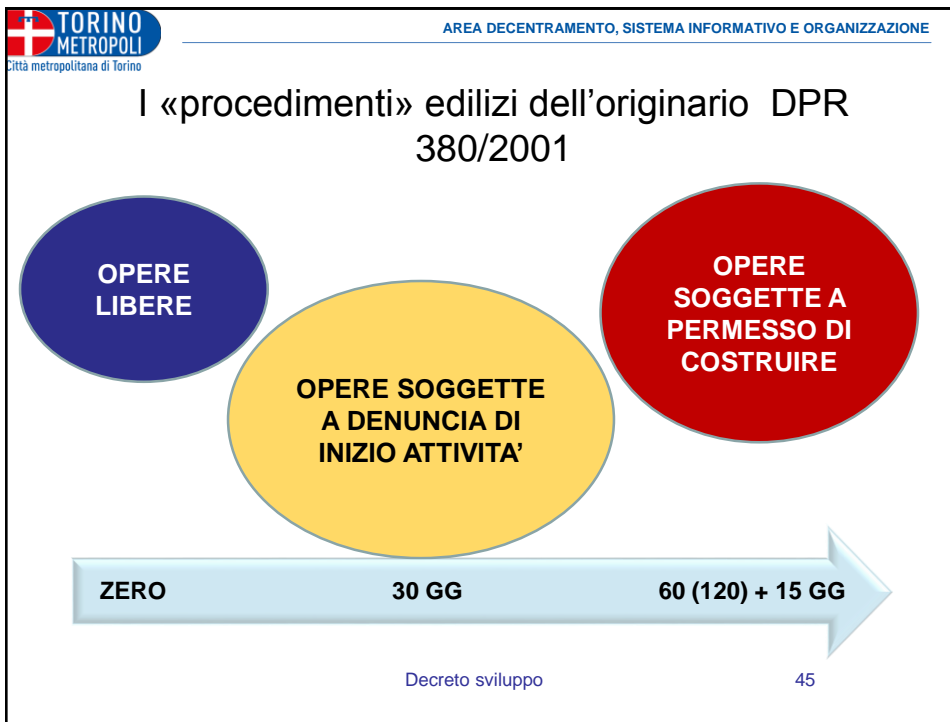 TORINO
METROPOLI
Città metropolitana di Torino
AREA DECENTRAMENTO, SISTEMA INFORMATIVO E ORGANIZZAZIONE
I «procedimenti» edilizi dell'originario DPR
380/2001
OPERE
LIBERE
OPERE SOGGETTE
A DENUNCIA DI
INIZIO ATTIVITA'
OPERE
SOGGETTE A
PERMESSO DI
COSTRUIRE
ZERO 30 GG 60 (120) + 15 GG
Decreto sviluppo 45